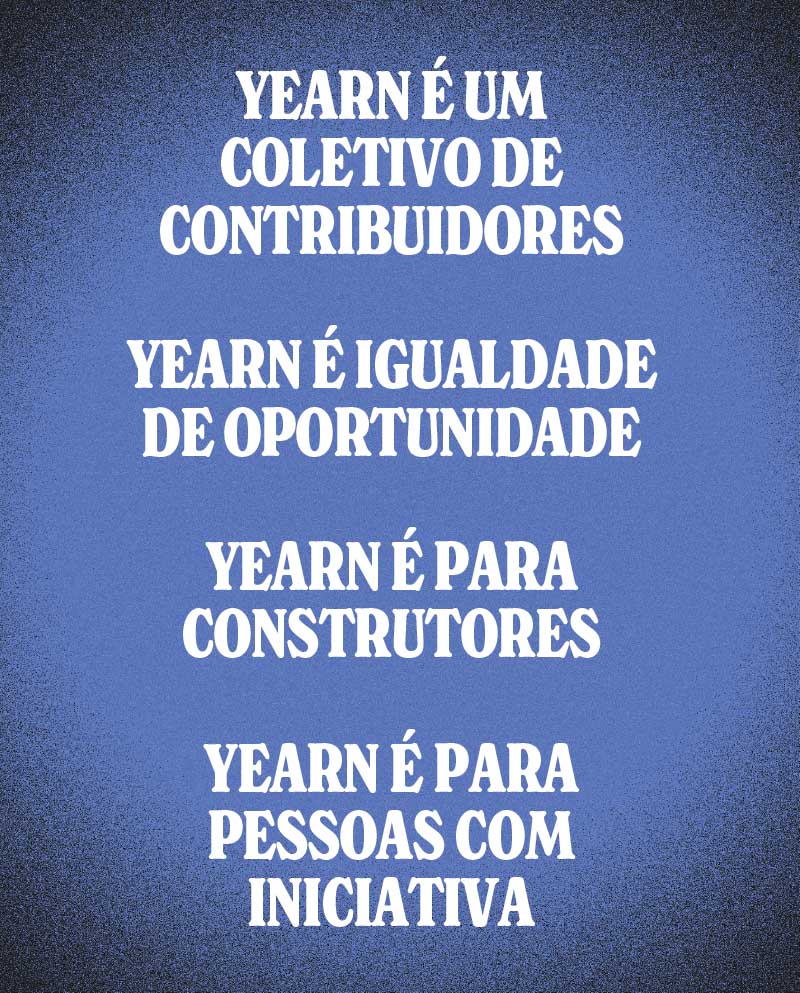 YEARN É UM
COLETIVO DE
CONTRIBUIDORES
YEARN É IGUALDADE
DE OPORTUNIDADE
YEARN É PARA
CONSTRUTORES
YEARN É PARA
PESSOAS COM
INICIATIVA